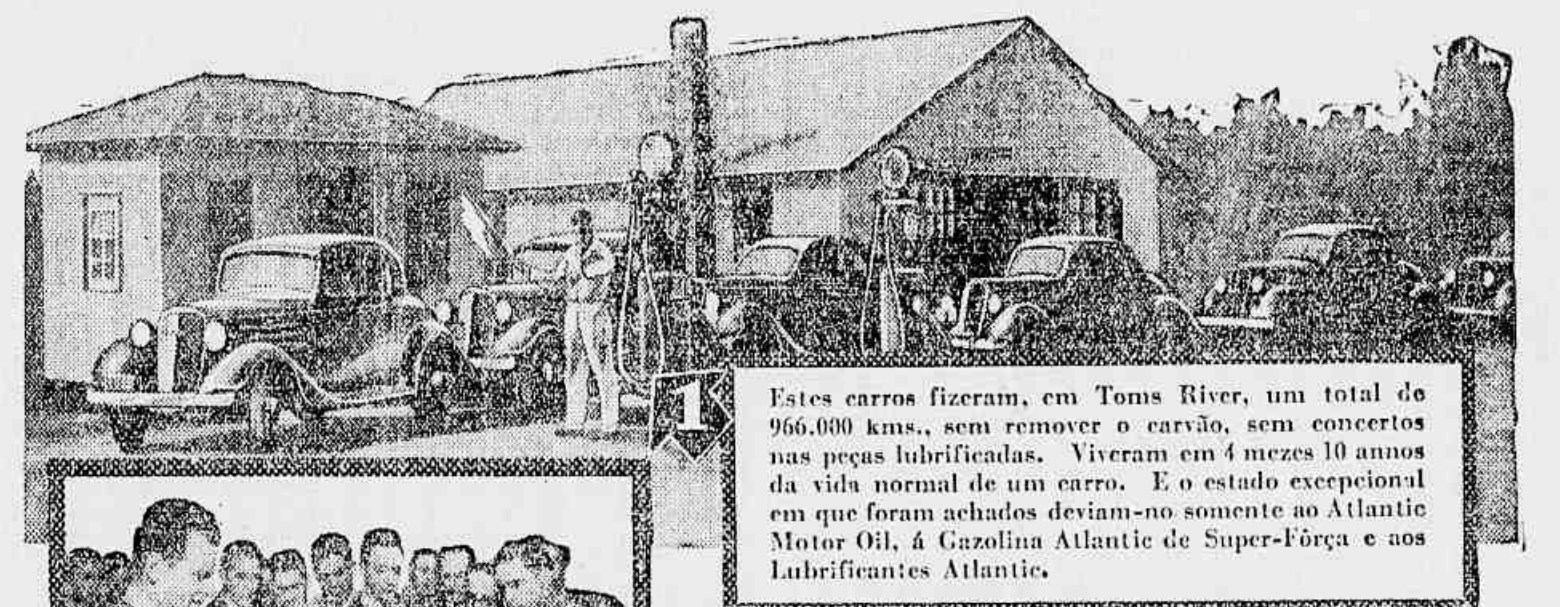 1
Estes carros fizeram, em Toms River, um total de
966.000 kms., sem remover o carvão, sem concertos
nas peças lubrificadas. Viveram em 4 mezes 10 annos
da vida normal de um carro. E o estado excepcional
em que foram achados deviam-no somente ao Atlantic
Motor Oil, á Gazolina Atlantic de Super-Fôrça e aos
Lubrificantes Atlantic.